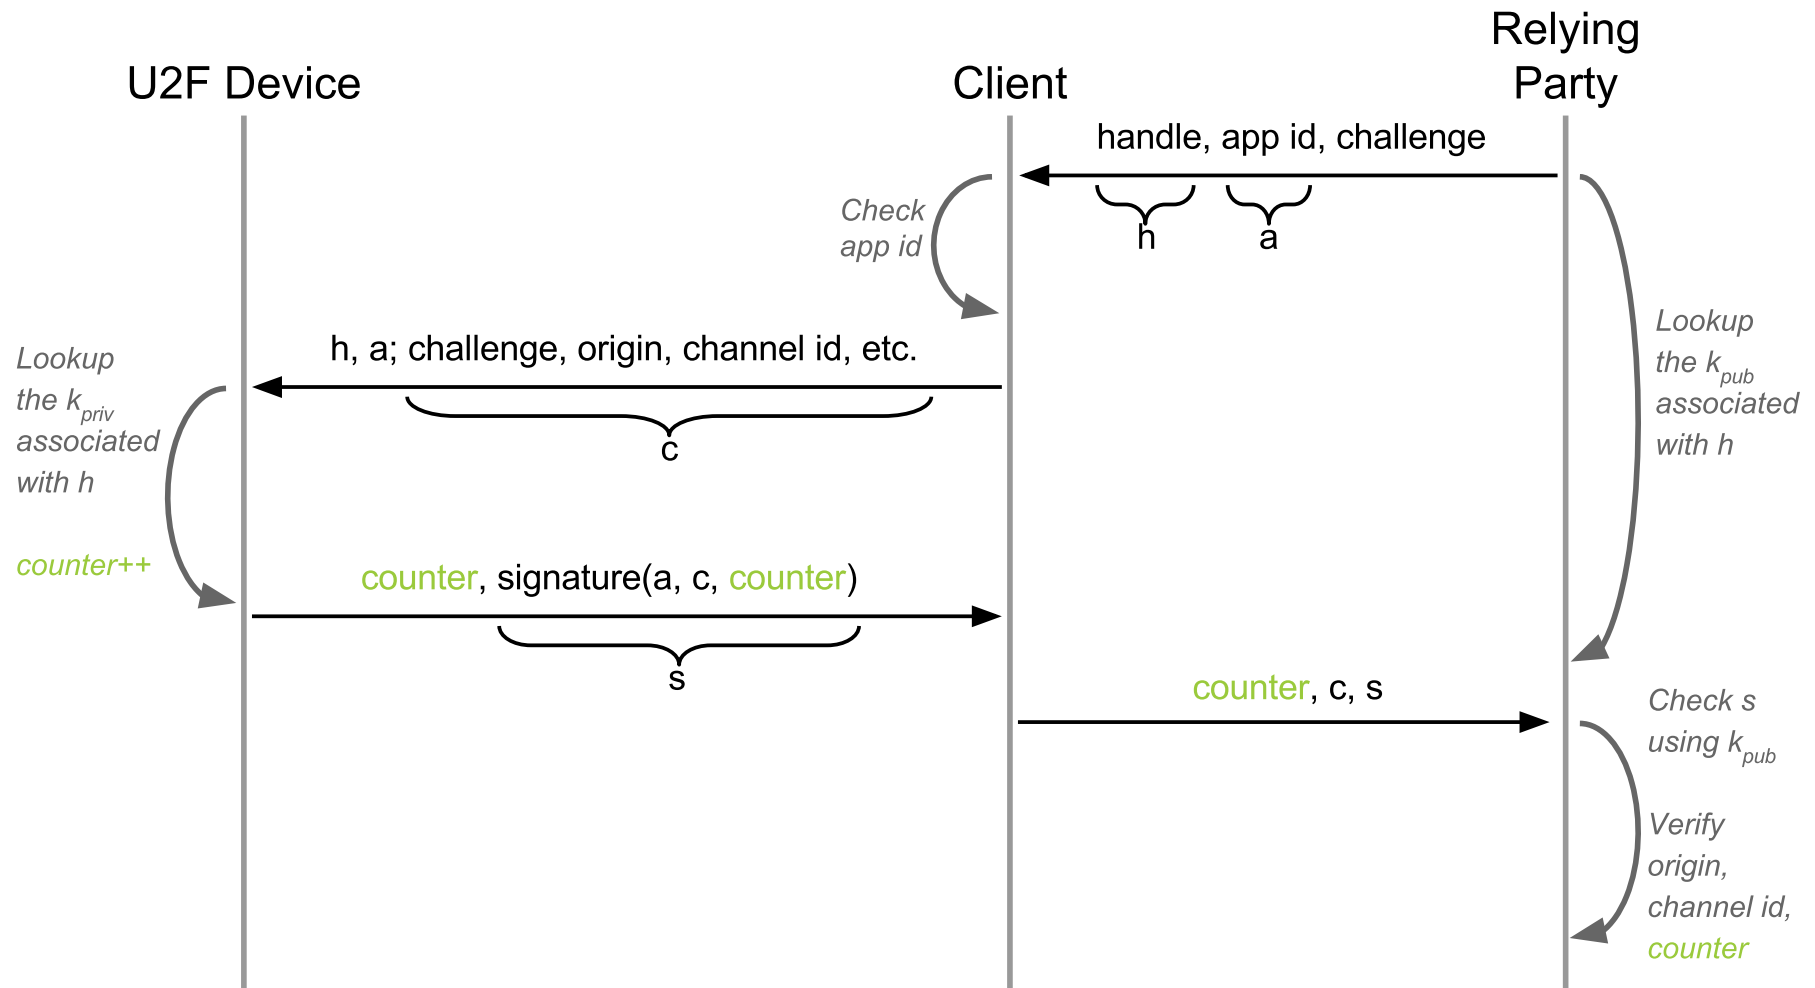 Relying
Party
U2F Device
Client
handle, app id, challenge
h
a
Check
app id
Lookup
the kpub
associated
with h
h, a; challenge, origin, channel id, etc.
c
Lookup
the kpriv
associated
with h
counter++
counter, signature(a, c, counter)
s
counter, c, s
Check s
using kpub
Verify
origin,
channel id,
counter